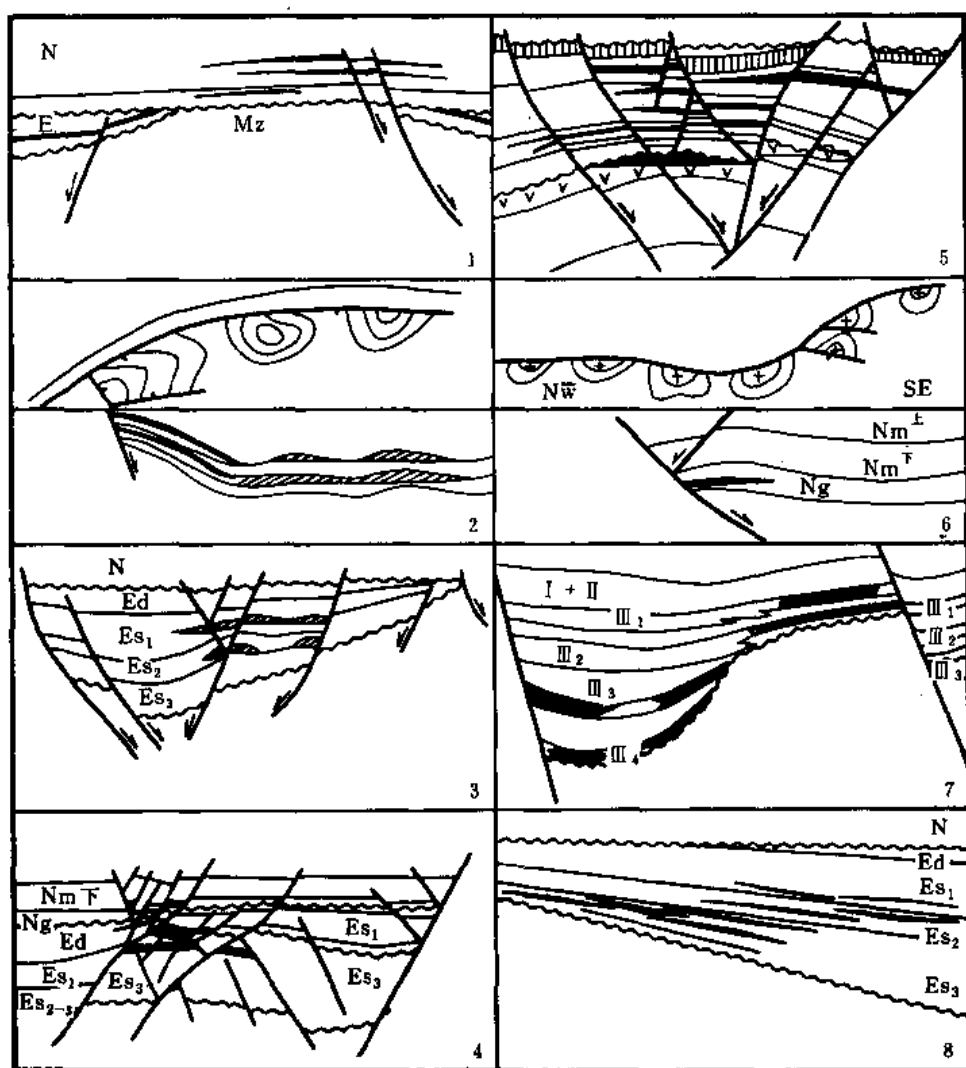 N
E
Mz
1
5
2
NW
SE
Nm上
Nm下
Ng
6
N
Ed
Es₁
Es₂
Es₃
3
I + II
III₁
III₁
III₂
III₂
III₃
III₃
III₄
7
Nm下
Ng
Ed
Es₁
Es₁
Es₃
Es₃
Es₂₋₃
4
N
Ed
Es₁
Es₂
Es₃
8